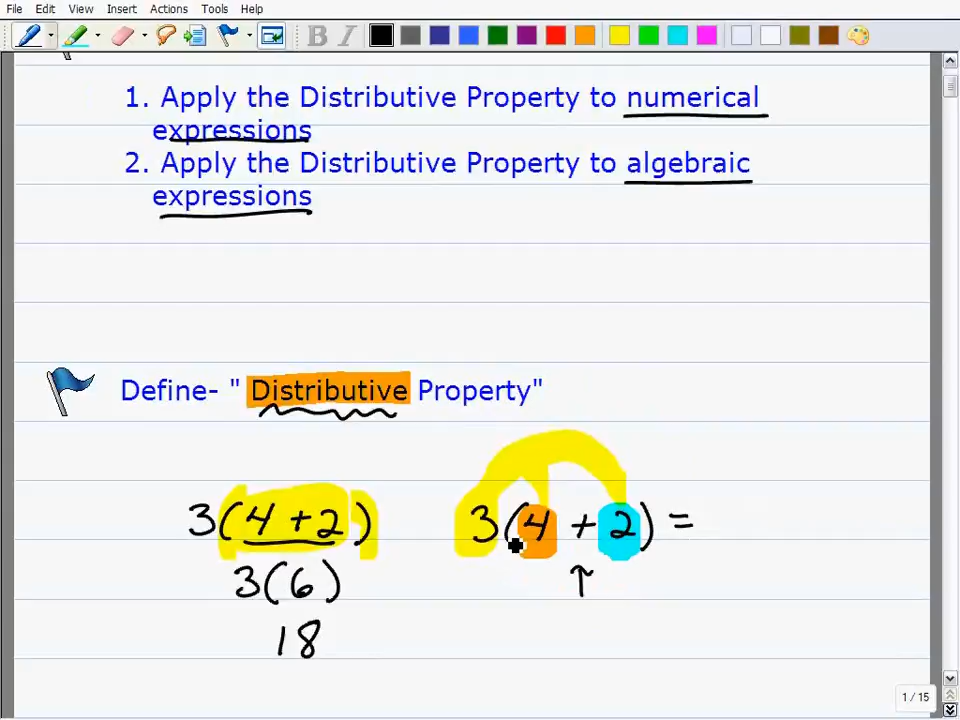 File Edit View Insert Actions Tools Help
B I
1. Apply the Distributive Property to numerical
expressions
2. Apply the Distributive Property to algebraic
expressions
Define- " Distributive Property"
3(4+2) 3(4 + 2) =
3(6) ↑
18
1 / 15